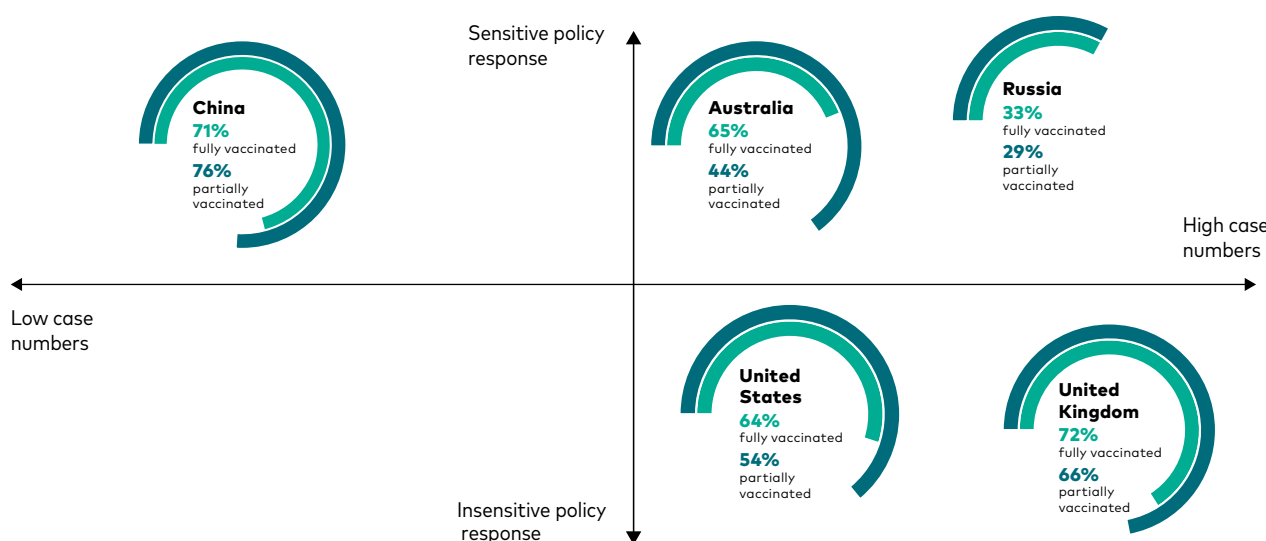 Sensitive policy
response
China
71%
fully vaccinated
76%
partially
vaccinated
Australia
65%
fully vaccinated
44%
partially
vaccinated
Russia
33%
fully vaccinated
29%
partially
vaccinated
High case
numbers
Low case
numbers
United
States
64%
fully vaccinated
54%
partially
vaccinated
United
Kingdom
72%
fully vaccinated
66%
partially
vaccinated
Insensitive policy
response